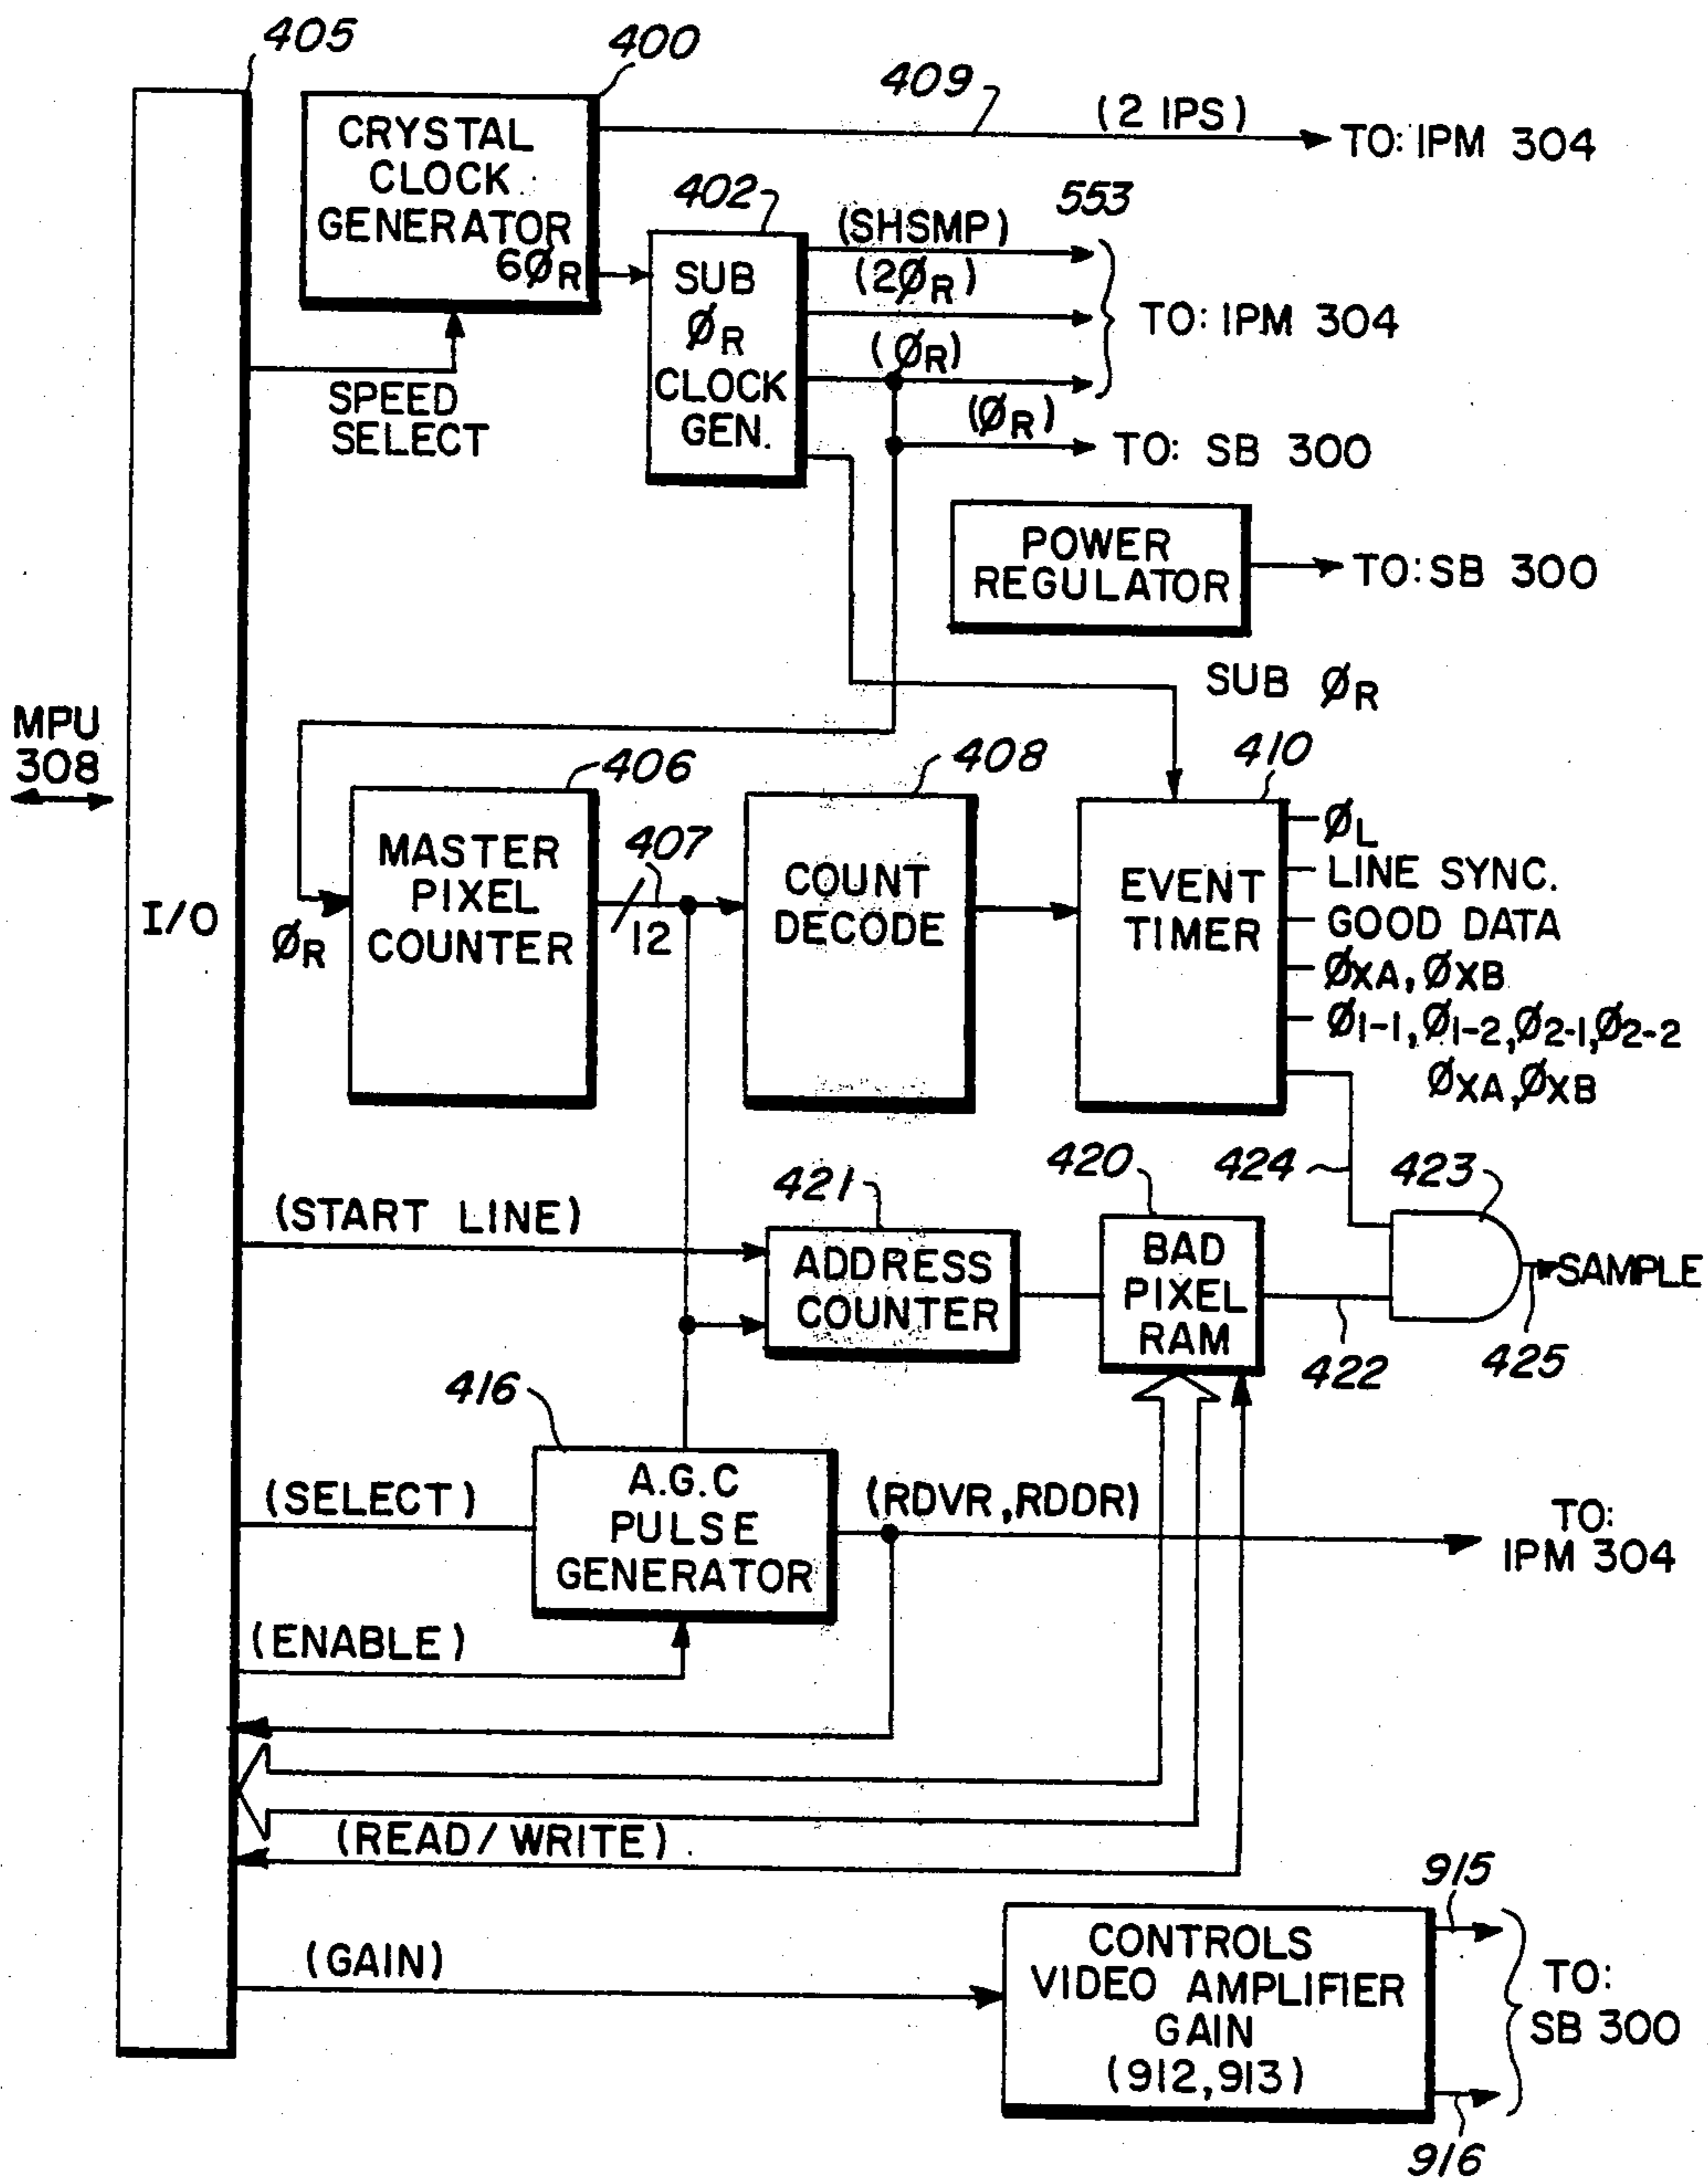 405
400
409
(2 IPS)
TO: IPM 304
CRYSTAL
CLOCK
GENERATOR
6ØR
402
553
(SHSMP)
(2ØR)
(ØR)
TO: IPM 304
SUB
ØR
CLOCK
GEN.
(ØR)
TO: SB 300
SPEED
SELECT
POWER
REGULATOR
TO: SB 300
SUB ØR
MPU
308
I/O
406
408
410
MASTER
PIXEL
COUNTER
ØR
407
12
COUNT
DECODE
EVENT
TIMER
ØL
LINE SYNC.
GOOD DATA
ØXA, ØXB
Ø1-1, Ø1-2, Ø2-1, Ø2-2
ØXA, ØXB
424
423
420
421
(START LINE)
ADDRESS
COUNTER
BAD
PIXEL
RAM
SAMPLE
422
425
416
(SELECT)
A.G.C
PULSE
GENERATOR
(RDVR, RDDR)
TO:
IPM 304
(ENABLE)
(READ/WRITE)
(GAIN)
CONTROLS
VIDEO AMPLIFIER
GAIN
(912, 913)
915
TO:
SB 300
916